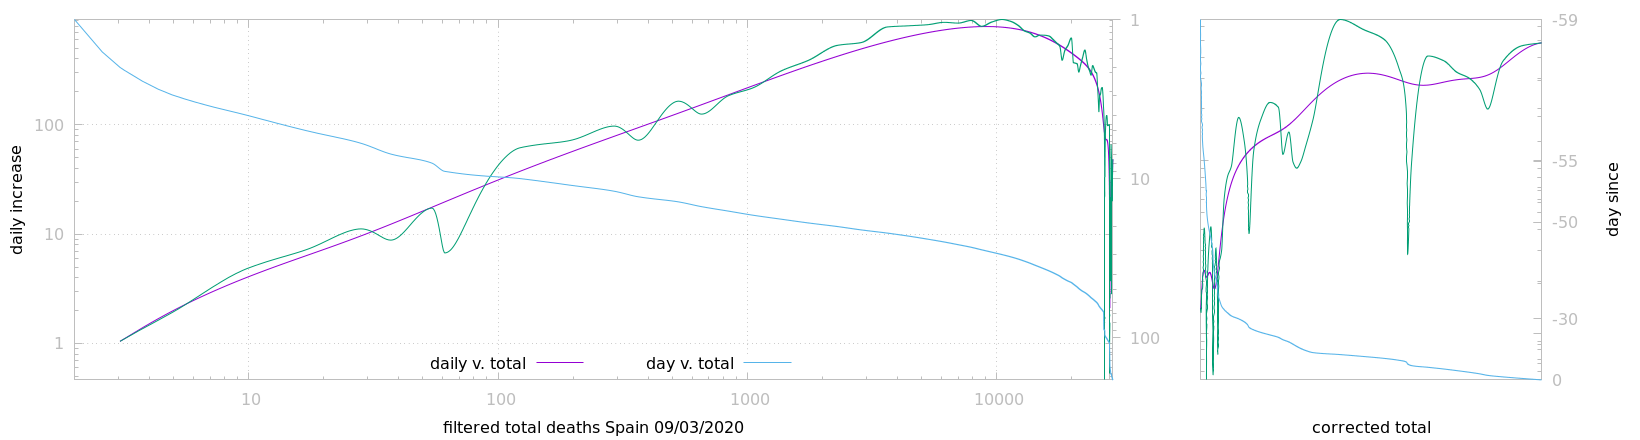 daily increase
100
10
1
10
100
1000
10000
1
10
100
daily v. total
day v. total
filtered total deaths Spain 09/03/2020
-59
-55
-50
-30
0
day since
corrected total